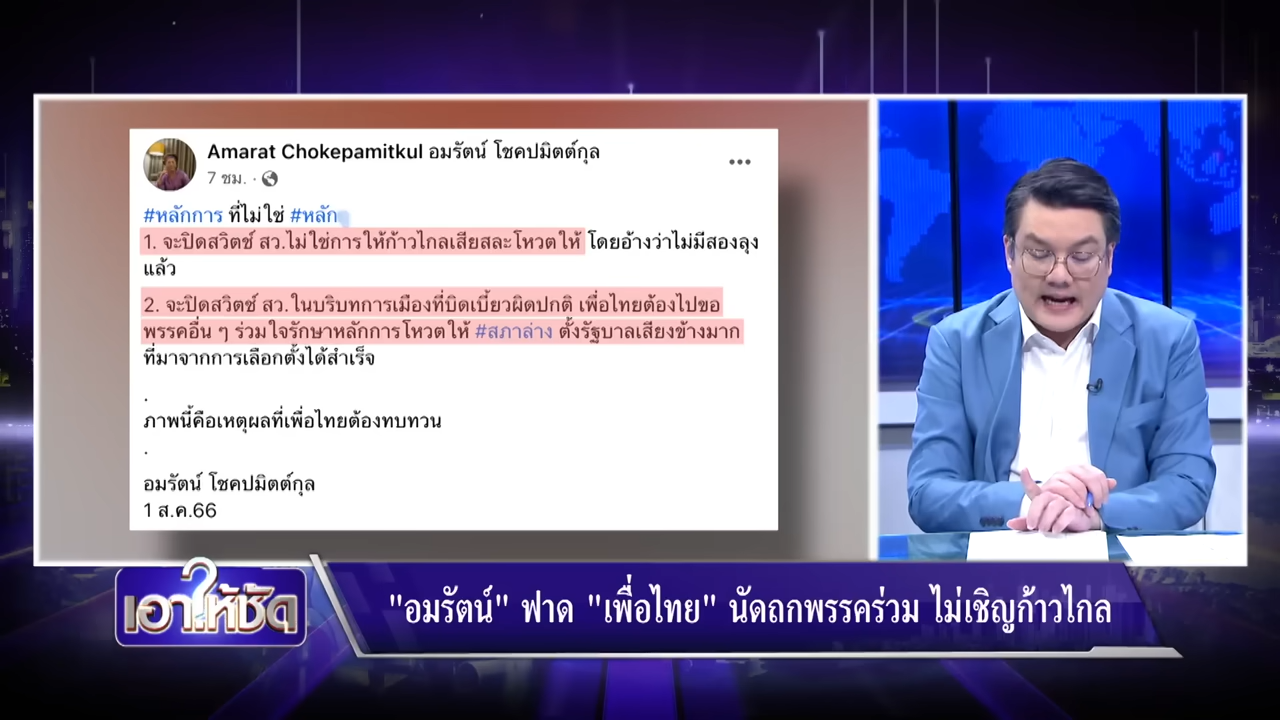 Amarat Chokepamitkul อมรัตน์ โชคปมิตต์กุล
7 ชม. ·
#หลักการ ที่ไม่ใช่ #หลัก
1. จะปิดสวิตช์ สว.ไม่ใช่การให้ก้าวไกลเสียสละโหวตให้ โดยอ้างว่าไม่มีสองลุง
แล้ว
2. จะปิดสวิตช์ สว.ในบริบทการเมืองที่บิดเบี้ยวผิดปกติ เพื่อไทยต้องไปขอ
พรรคอื่น ๆ ร่วมใจรักษาหลักการโหวตให้ #สภาล่าง ตั้งรัฐบาลเสียงข้างมาก
ที่มาจากการเลือกตั้งได้สำเร็จ
.
ภาพนี้คือเหตุผลที่เพื่อไทยต้องทบทวน
.
อมรัตน์ โชคปมิตต์กุล
1 ส.ค.66
เอาให้ชัด
"อมรัตน์" ฟาด "เพื่อไทย" นัดถกพรรคร่วม ไม่เชิญก้าวไกล